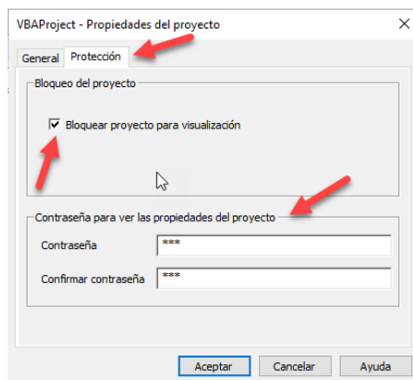 VBAProject - Propiedades del proyecto
General Protección
Bloqueo del proyecto
Bloquear proyecto para visualización
Contraseña para ver las propiedades del proyecto
Contraseña ***
Confirmar contraseña ***
Aceptar Cancelar Ayuda